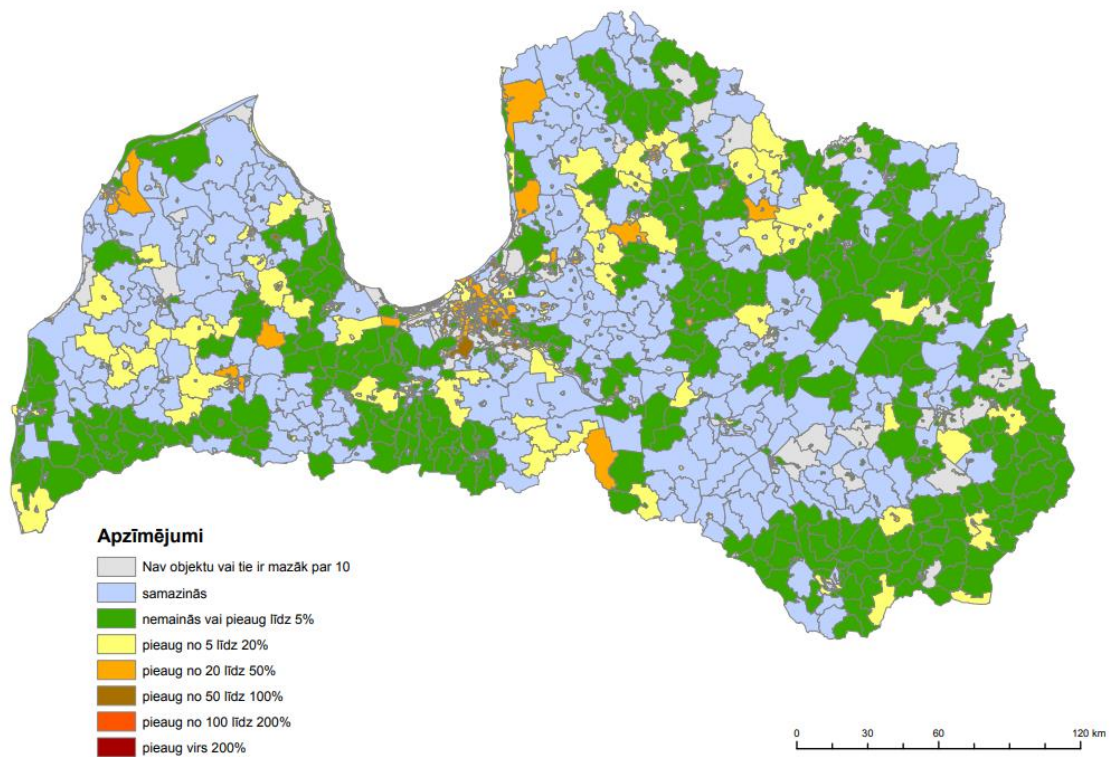 Apzīmējumi
Nav objektu vai tie ir mazāk par 10
samazinās
nemainās vai pieaug līdz 5%
pieaug no 5 līdz 20%
pieaug no 20 līdz 50%
pieaug no 50 līdz 100%
pieaug no 100 līdz 200%
pieaug virs 200%
0 30 60 120 km